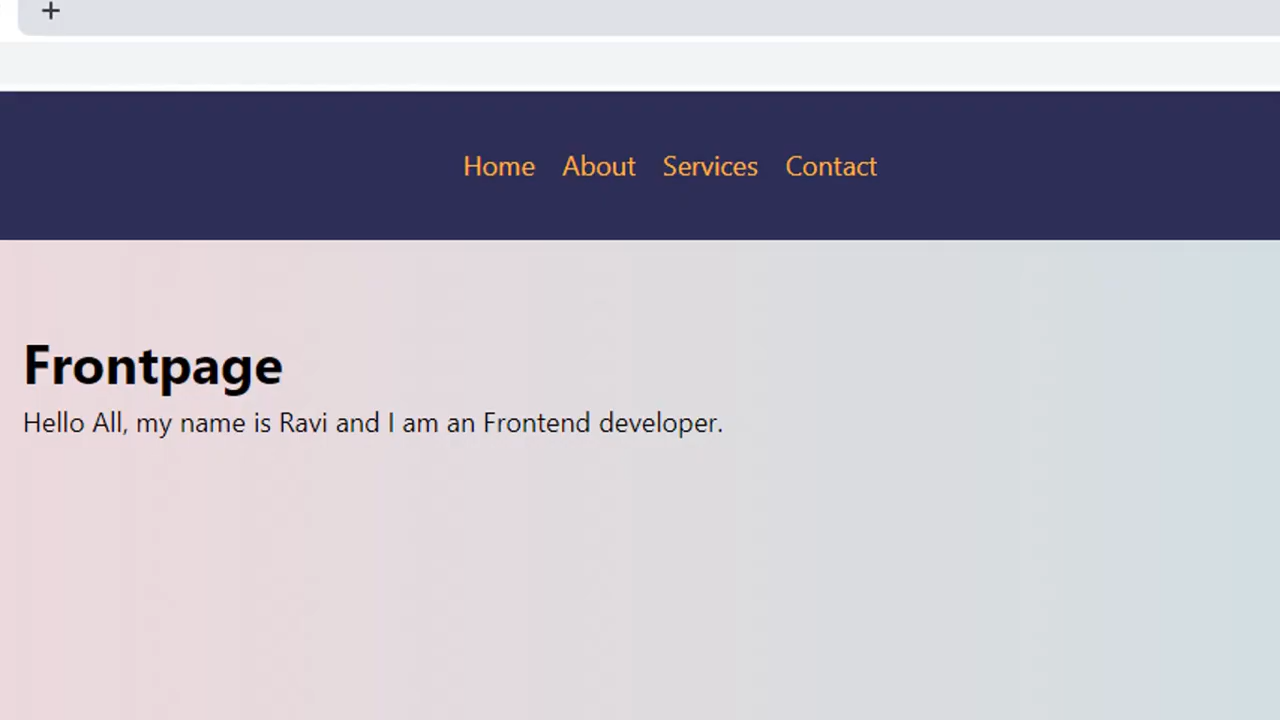 Home About Services Contact
Frontpage
Hello All, my name is Ravi and I am an Frontend developer.